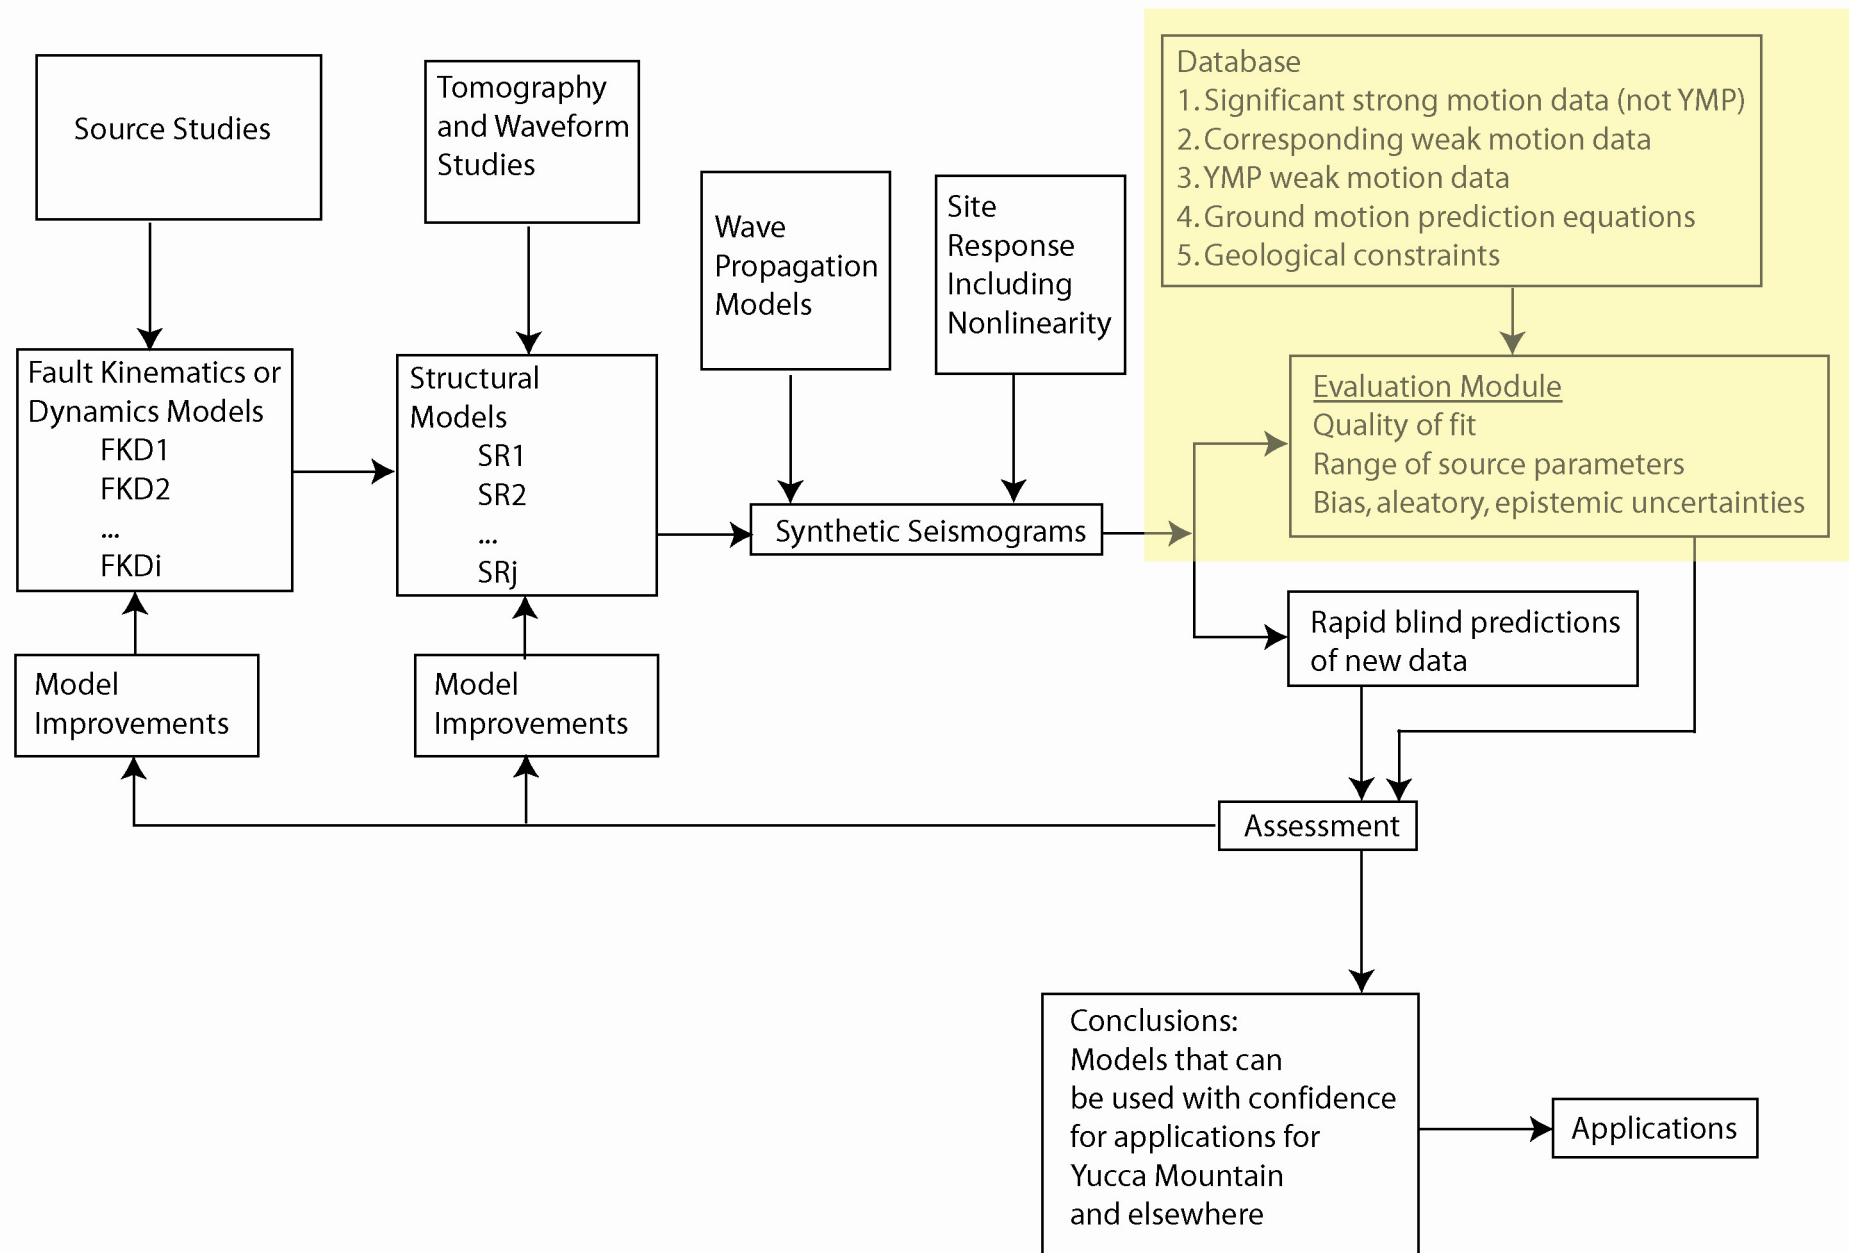 Source Studies
Tomography
and Waveform
Studies
Wave
Propagation
Models
Site
Response
Including
Nonlinearity
Database
1. Significant strong motion data (not YMP)
2. Corresponding weak motion data
3. YMP weak motion data
4. Ground motion prediction equations
5. Geological constraints
Fault Kinematics or
Dynamics Models
FKD1
FKD2
...
FKDi
Structural
Models
SR1
SR2
...
SRj
Synthetic Seismograms
Evaluation Module
Quality of fit
Range of source parameters
Bias, aleatory, epistemic uncertainties
Rapid blind predictions
of new data
Model
Improvements
Model
Improvements
Assessment
Conclusions:
Models that can
be used with confidence
for applications for
Yucca Mountain
and elsewhere
Applications